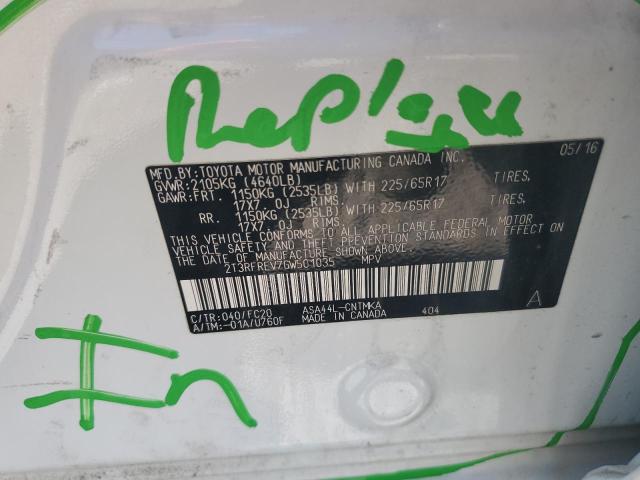 Replace
MFD.BY:TOYOTA MOTOR MANUFACTURING CANADA INC. 05/16
GVWR:2105KG (4640LB)
GAWR:FRT. 1150KG (2535LB) WITH 225/65R17 TIRES,
17X7.0J RIMS,
RR. 1150KG (2535LB) WITH 225/65R17 TIRES,
17X7.0J RIMS,
THIS VEHICLE CONFORMS TO ALL APPLICABLE FEDERAL MOTOR
VEHICLE SAFETY AND THEFT PREVENTION STANDARDS IN EFFECT ON
THE DATE OF MANUFACTURE SHOWN ABOVE.
2T3RFREV7GW501035 MPV
C/TR:040/FC20 ASA44L-CNTMKA A
A/TM:-01A/U760F MADE IN CANADA 404
In